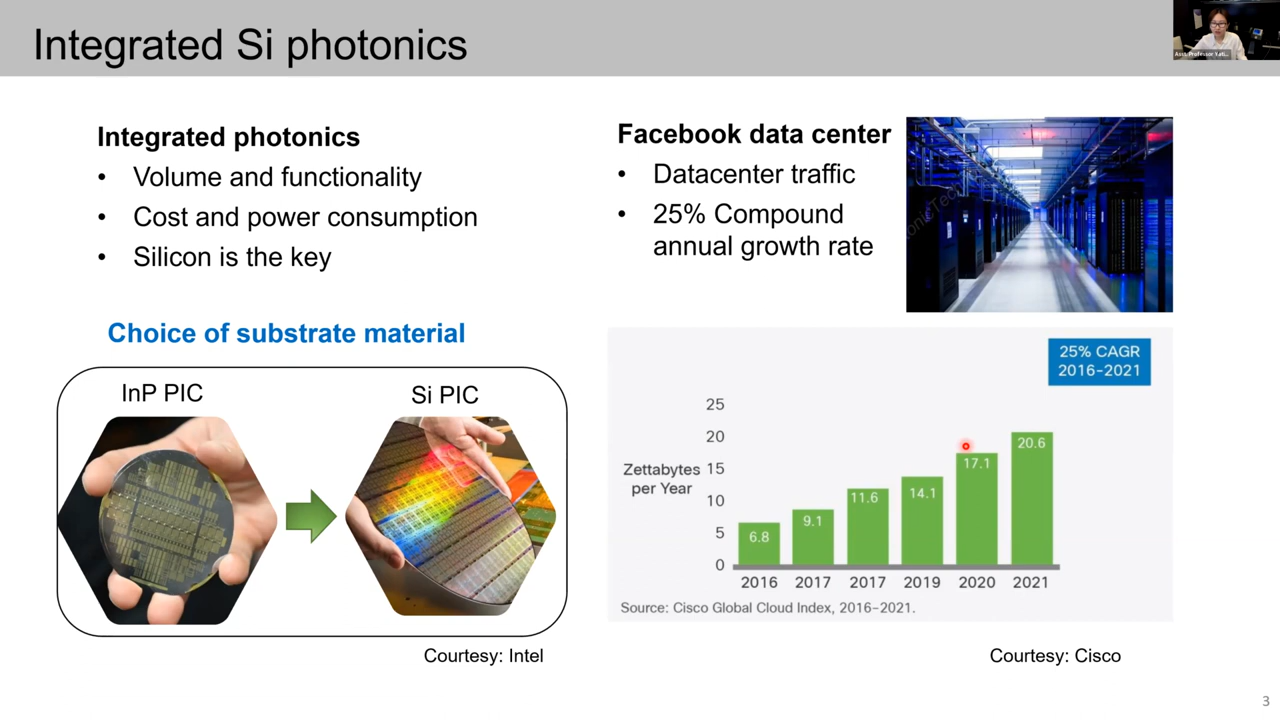 Integrated Si photonics
Integrated photonics
• Volume and functionality
• Cost and power consumption
• Silicon is the key
Choice of substrate material
InP PIC
Si PIC
Courtesy: Intel
Facebook data center
• Datacenter traffic
• 25% Compound
annual growth rate
25% CAGR
2016-2021
Zettabytes
per Year
25
20
15
10
5
0
6.8
9.1
11.6
14.1
17.1
20.6
2016 2017 2017 2019 2020 2021
Source: Cisco Global Cloud Index, 2016-2021.
Courtesy: Cisco
3